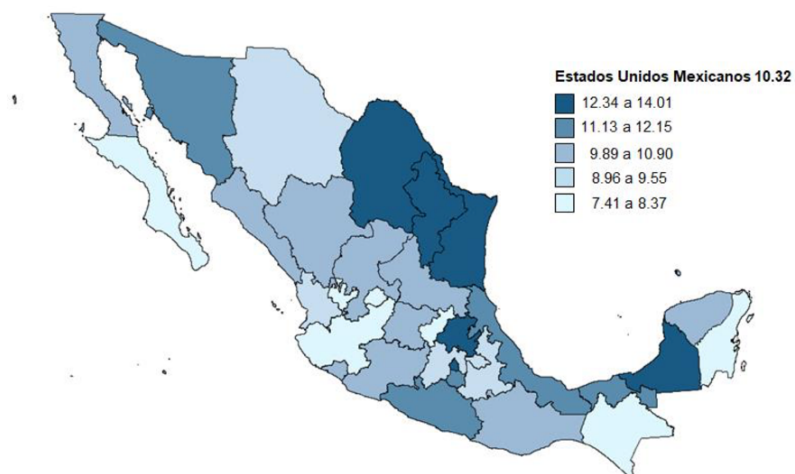 Estados Unidos Mexicanos 10.32
12.34 a 14.01
11.13 a 12.15
9.89 a 10.90
8.96 a 9.55
7.41 a 8.37